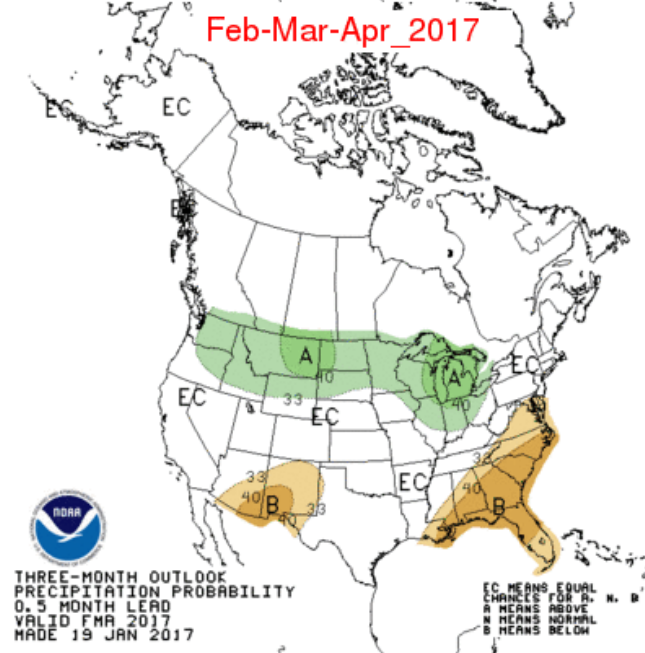 Feb-Mar-Apr_2017
EC
EC
A
40
A
40
EC
EC
33
EC
33
40
B
40
33
EC
33
40
B
NOAA
THREE-MONTH OUTLOOK
PRECIPITATION PROBABILITY
0.5 MONTH LEAD
VALID FMA 2017
MADE 19 JAN 2017
EC MEANS EQUAL
CHANCES FOR A, N, B
A MEANS ABOVE
N MEANS NORMAL
B MEANS BELOW